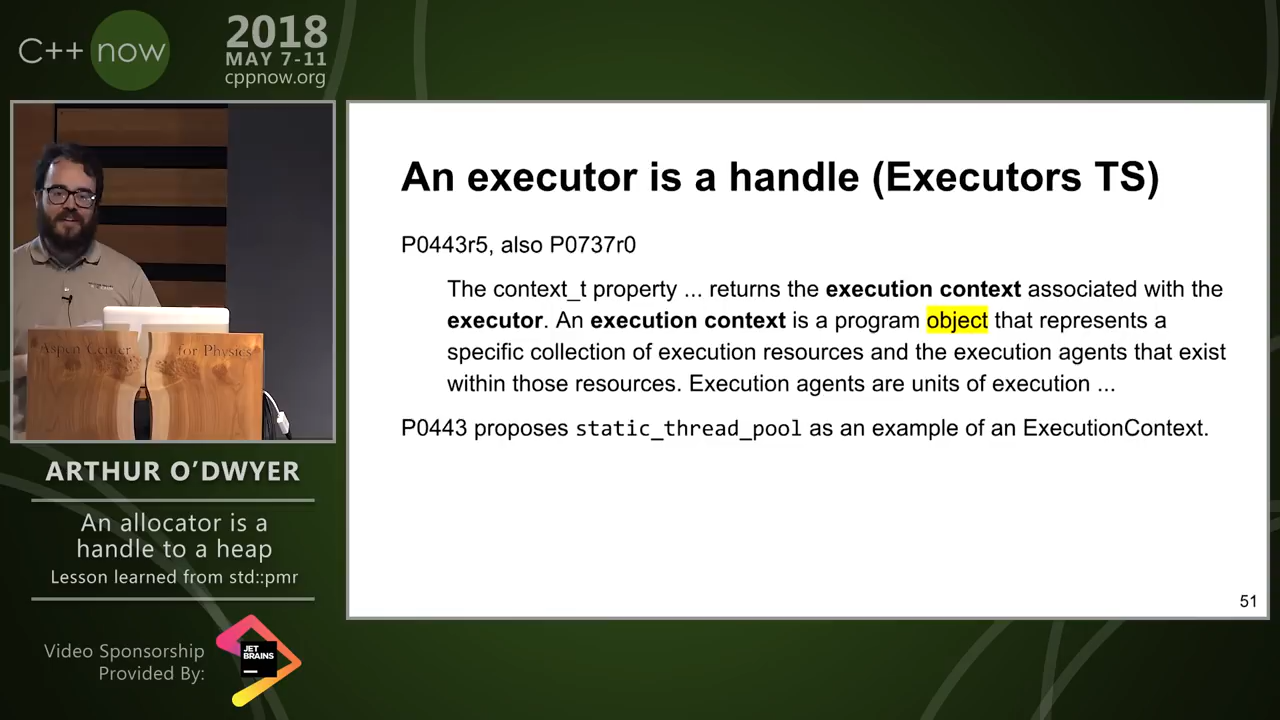 C++ now
2018
MAY 7-11
cppnow.org
Aspen Center for Physics
ARTHUR O'DWYER
An allocator is a
handle to a heap
Lesson learned from std::pmr
Video Sponsorship
Provided By:
JET
BRAINS
An executor is a handle (Executors TS)
P0443r5, also P0737r0
The context_t property ... returns the execution context associated with the
executor. An execution context is a program object that represents a
specific collection of execution resources and the execution agents that exist
within those resources. Execution agents are units of execution ...
P0443 proposes static_thread_pool as an example of an ExecutionContext.
51